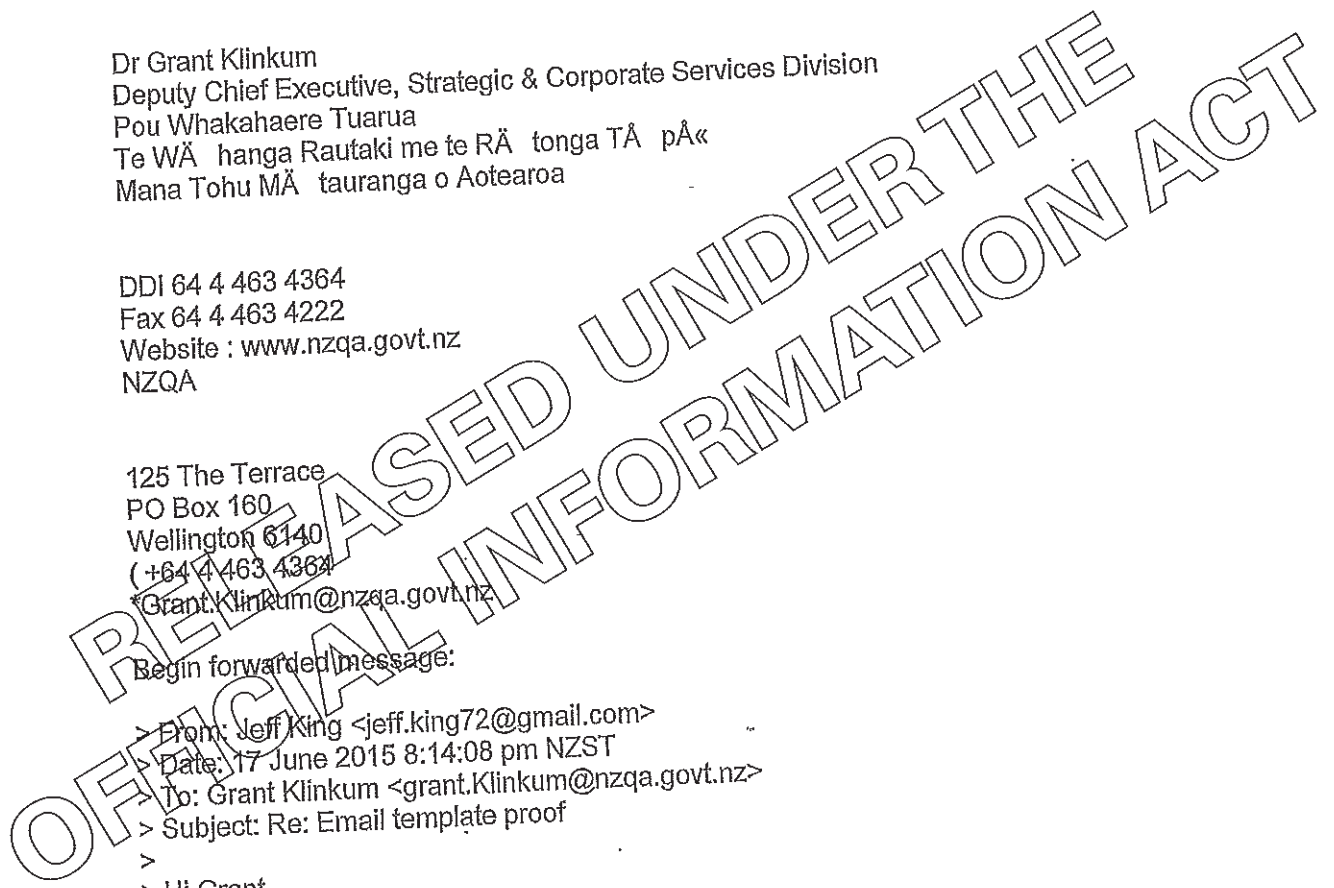 Dr Grant Klinkum
Deputy Chief Executive, Strategic & Corporate Services Division
Pou Whakahaere Tuarua
Te WÄ hanga Rautaki me te RÄ tonga TÅ pÅ«
Mana Tohu MÄ tauranga o Aotearoa
DDI 64 4 463 4364
Fax 64 4 463 4222
Website : www.nzqa.govt.nz
NZQA
125 The Terrace
PO Box 160
Wellington 6140
( +64 4 463 4364
*Grant.Klinkum@nzqa.govt.nz
Begin forwarded message:
> From: Jeff King <jeff.king72@gmail.com>
> Date: 17 June 2015 8:14:08 pm NZST
> To: Grant Klinkum <grant.Klinkum@nzqa.govt.nz>
> Subject: Re: Email template proof
>
> Hi Grant
RELEASED UNDER THE
OFFICIAL INFORMATION ACT